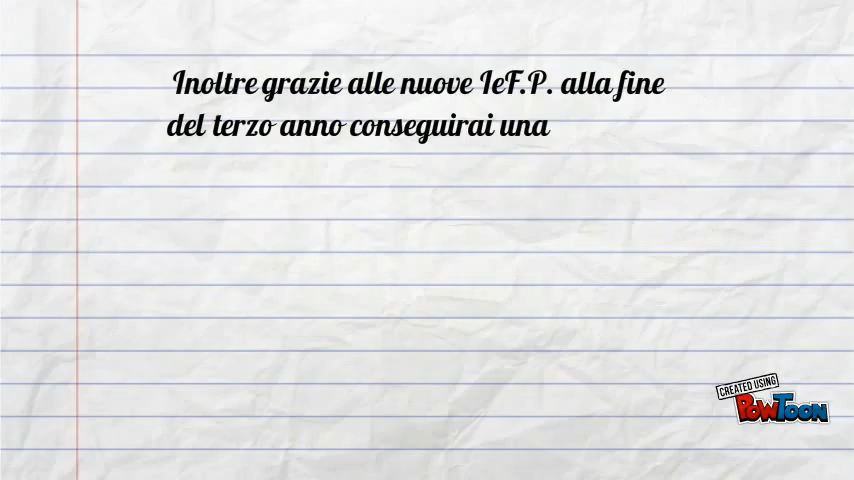 Inoltre grazie alle nuove IeF.P. alla fine
del terzo anno conseguirai una
CREATED USING
POWTOON